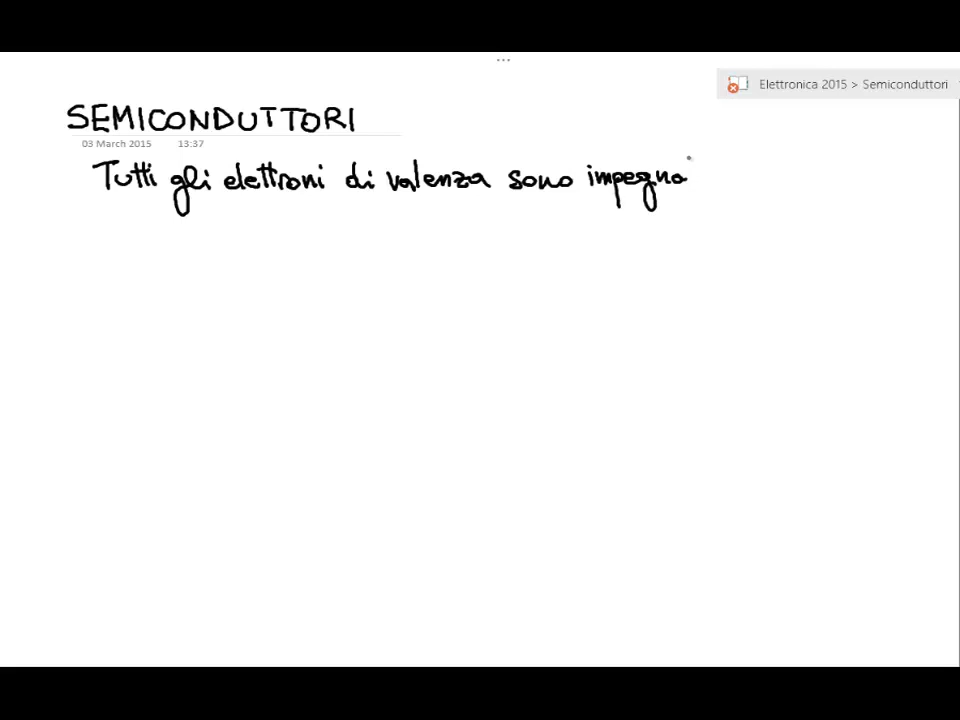 Elettronica 2015 > Semiconduttori
SEMICONDUTTORI
03 March 2015 13:37
Tutti gli elettroni di valenza sono impegna